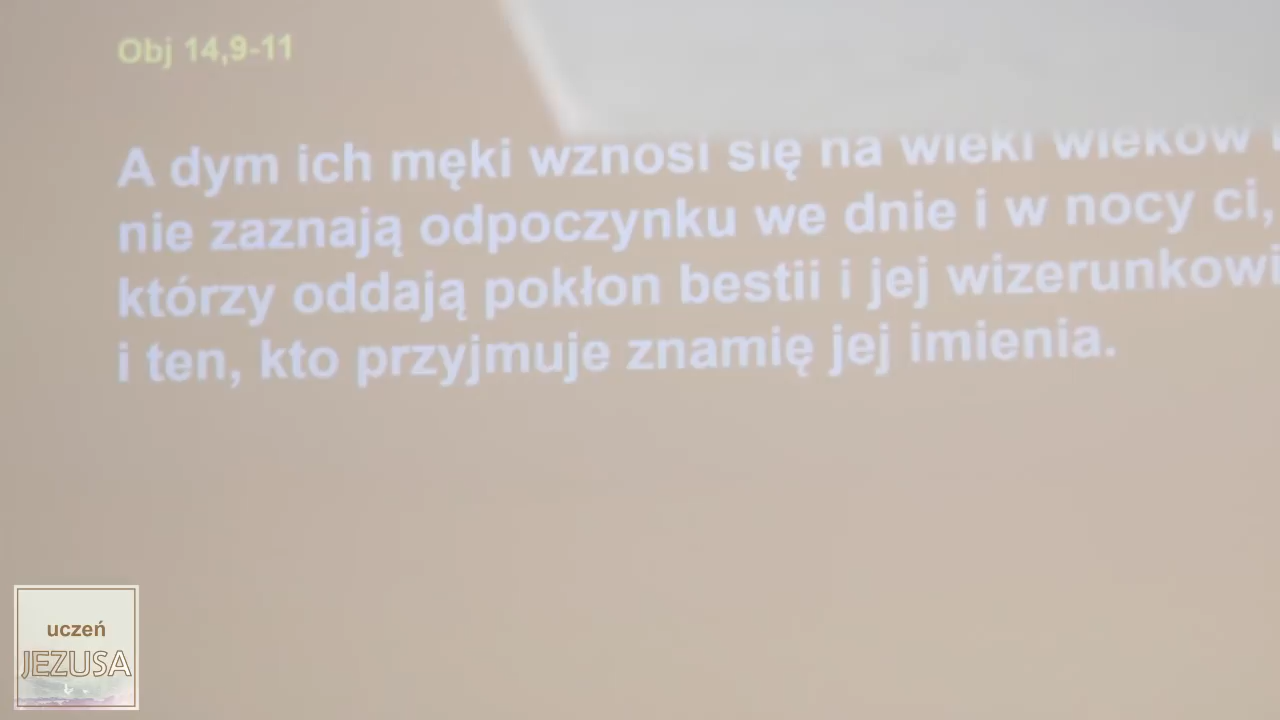 Obj 14,9-11
A dym ich męki wznosi się na wieki wieków
nie zaznają odpoczynku we dnie i w nocy ci,
którzy oddają pokłon bestii i jej wizerunkowi
i ten, kto przyjmuje znamię jej imienia.
uczeń
JEZUSA